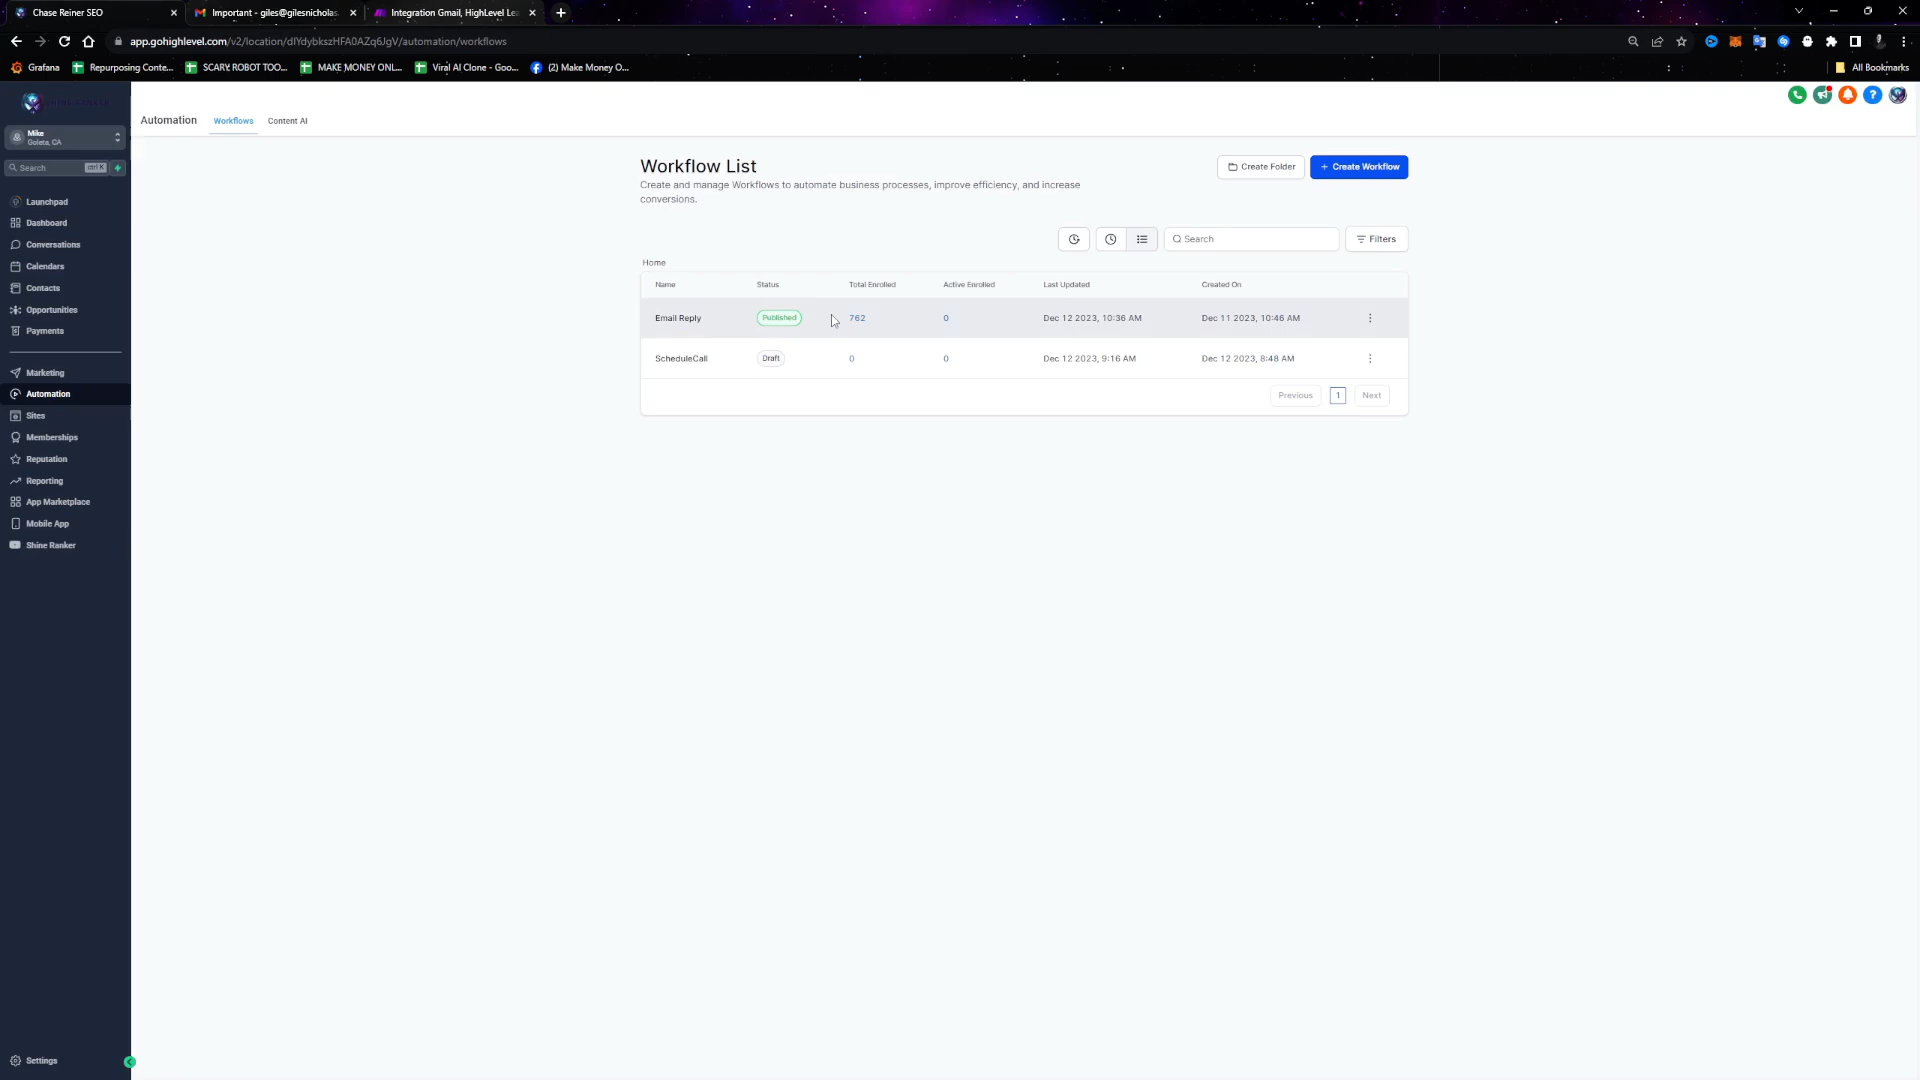 Chase Reiner SEO
Important - giles@gilesnicholas.
Integration Gmail, HighLevel Le
app.gohighlevel.com/v2/location/dlYdybkszHFA0AZq6JgV/automation/workflows
Grafana
Repurposing Conte...
SCARY ROBOT TOO...
MAKE MONEY ONL...
Viral AI Clone - Goo...
(2) Make Money O...
All Bookmarks
Mike
Goleta, CA
Search
ctrl K
Launchpad
Dashboard
Conversations
Calendars
Contacts
Opportunities
Payments
Marketing
Automation
Sites
Memberships
Reputation
Reporting
App Marketplace
Mobile App
Shine Ranker
Settings
Automation Workflows Content AI
Workflow List
Create and manage Workflows to automate business processes, improve efficiency, and increase
conversions.
Create Folder
+ Create Workflow
Search
Filters
Home
Name Status Total Enrolled Active Enrolled Last Updated Created On
Email Reply Published 762 0 Dec 12 2023, 10:36 AM Dec 11 2023, 10:46 AM
ScheduleCall Draft 0 0 Dec 12 2023, 9:16 AM Dec 12 2023, 8:48 AM
Previous 1 Next